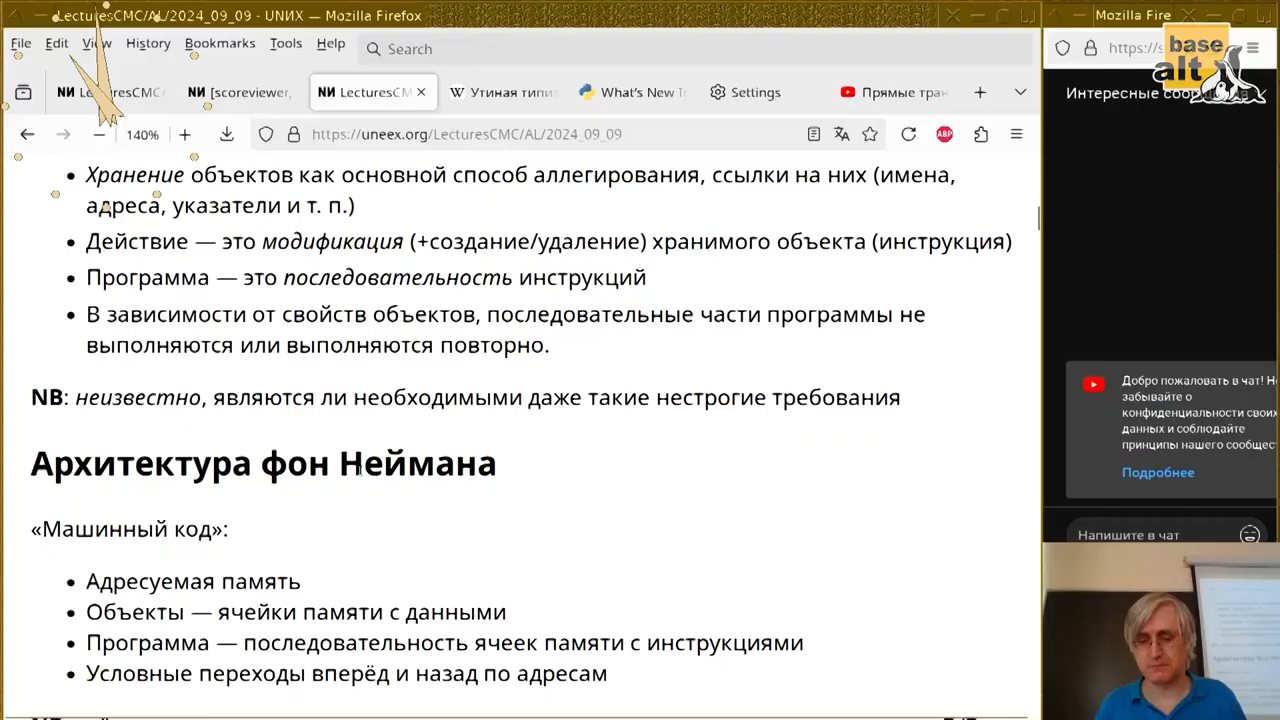 LecturesCMC/AL/2024_09_09 - UNИX — Mozilla Firefox
Mozilla Fire
File Edit View History Bookmarks Tools Help
Search
https://s
base
alt
LecturesCMC/
[scoreviewer,
LecturesCM
Утиная типиз
What's New I
Settings
Прямые тран
140%
https://uneex.org/LecturesCMC/AL/2024_09_09
ABP
Хранение объектов как основной способ аллегирования, ссылки на них (имена,
адреса, указатели и т. п.)
Действие — это модификация (+создание/удаление) хранимого объекта (инструкция)
Программа — это последовательность инструкций
В зависимости от свойств объектов, последовательные части программы не
выполняются или выполняются повторно.
NB: неизвестно, являются ли необходимыми даже такие нестрогие требования
Архитектура фон Неймана
«Машинный код»:
Адресуемая память
Объекты — ячейки памяти с данными
Программа — последовательность ячеек памяти с инструкциями
Условные переходы вперёд и назад по адресам
Интересные сооб
Добро пожаловать в чат! Н
забывайте о
конфиденциальности свои
данных и соблюдайте
принципы нашего сообщес
Подробнее
Напишите в чат